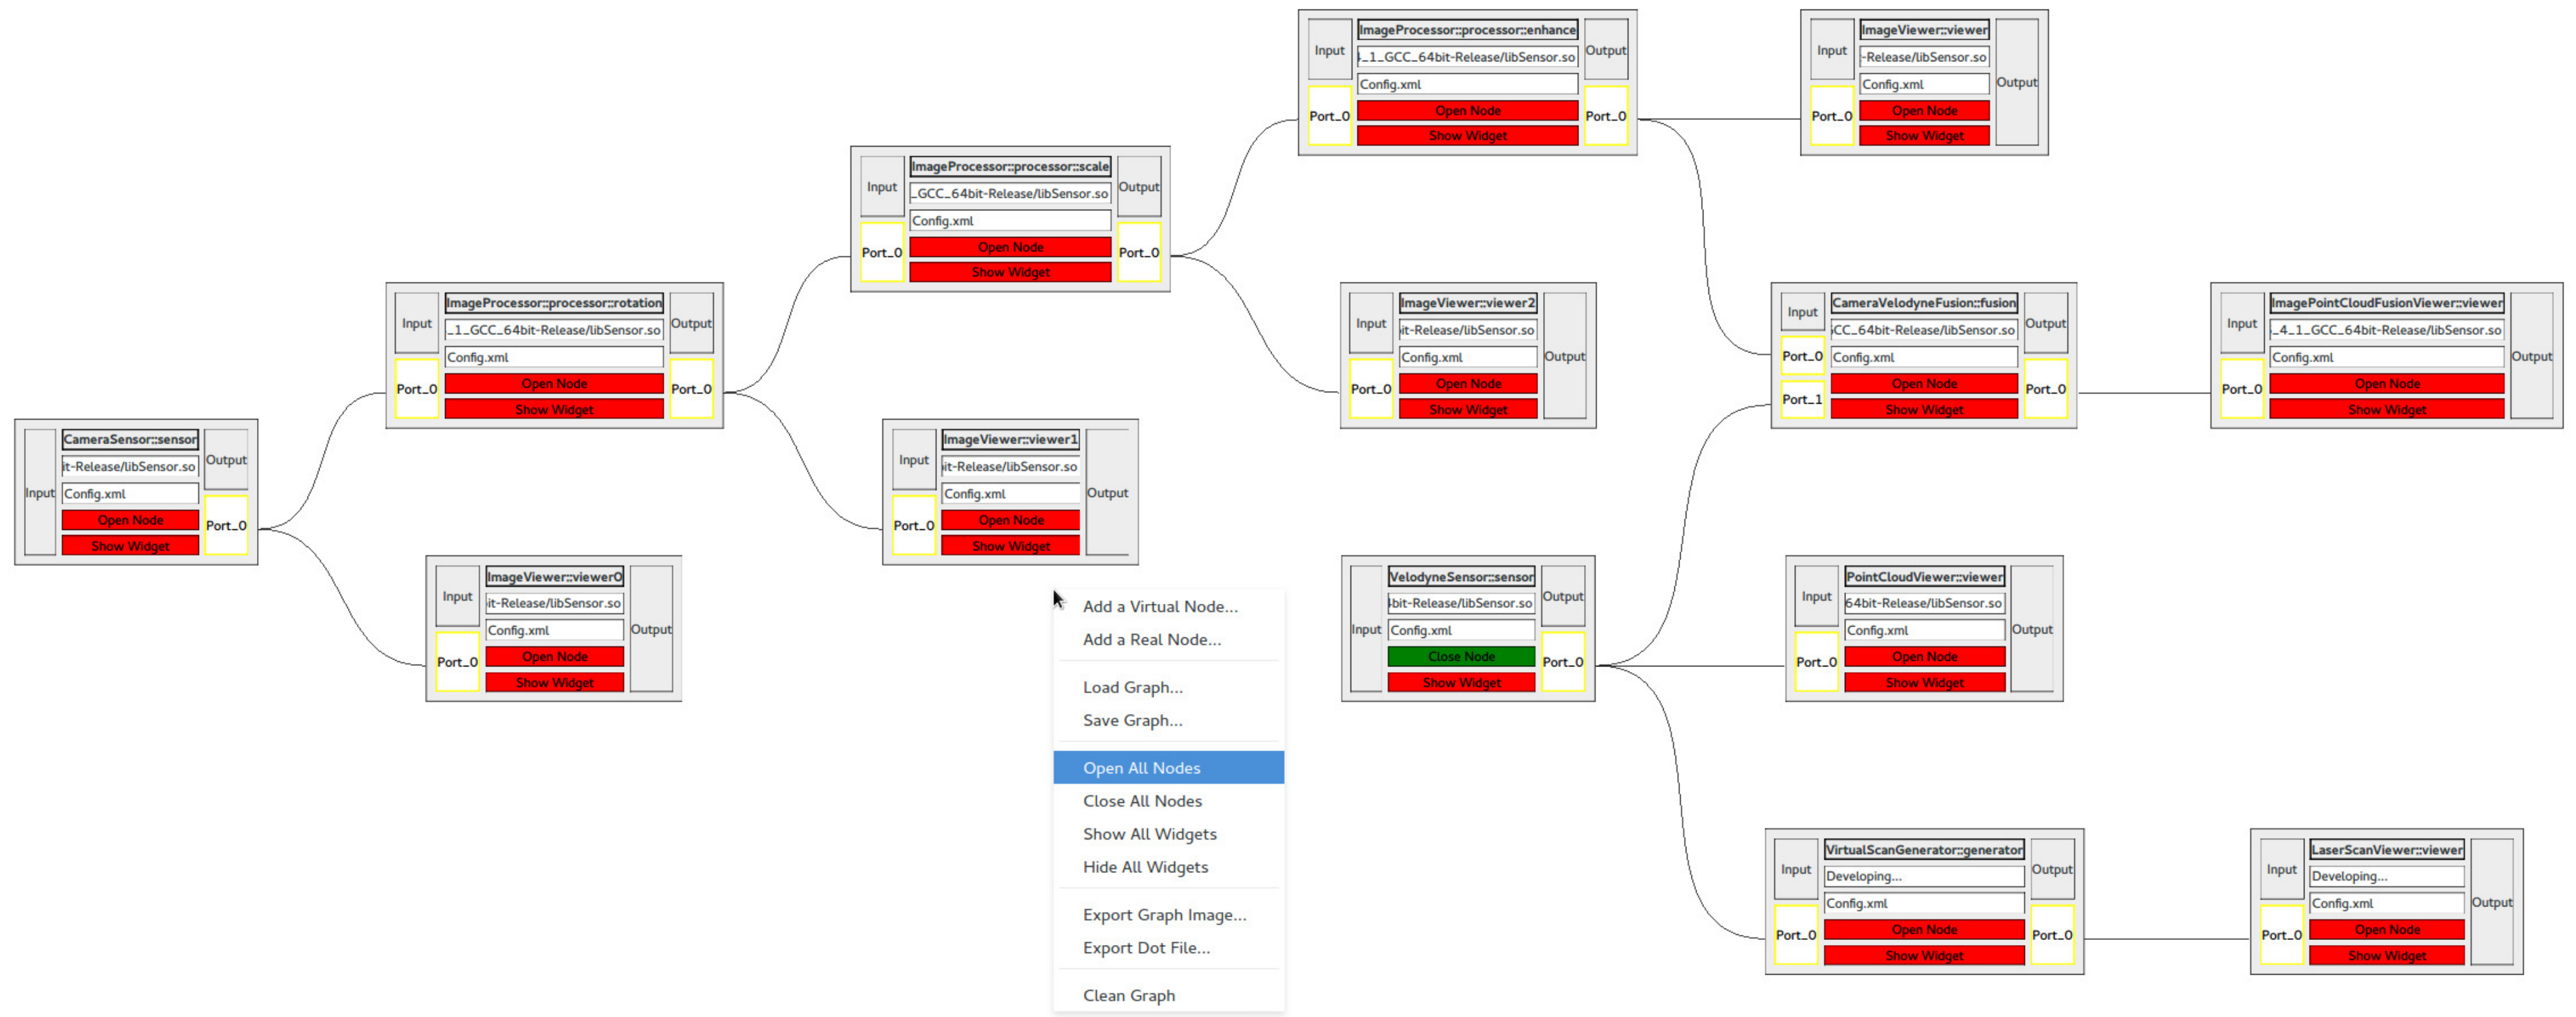 ImageProcessor::processor::enhance
Input
Output
4_1_GCC_64bit-Release/libSensor.so
Config.xml
Port_0
Port_0
Open Node
Show Widget
ImageViewer::viewer
Input
-Release/libSensor.so
Output
Config.xml
Port_0
Open Node
Show Widget
ImageProcessor::processor::scale
Input
Output
_GCC_64bit-Release/libSensor.so
Config.xml
Port_0
Port_0
Open Node
Show Widget
ImageProcessor::processor::rotation
Input
Output
_1_GCC_64bit-Release/libSensor.so
Config.xml
Port_0
Port_0
Open Node
Show Widget
ImageViewer::viewer2
Input
it-Release/libSensor.so
Config.xml
Output
Port_0
Open Node
Show Widget
CameraVelodyneFusion::fusion
Input
Output
GCC_64bit-Release/libSensor.so
Port_0
Config.xml
Open Node
Port_0
Port_1
Show Widget
ImagePointCloudFusionViewer::viewer
Input
_4_1_GCC_64bit-Release/libSensor.so
Config.xml
Output
Port_0
Open Node
Show Widget
CameraSensor::sensor
Output
it-Release/libSensor.so
Input
Config.xml
Open Node
Port_0
Show Widget
ImageViewer::viewer1
Input
it-Release/libSensor.so
Config.xml
Output
Port_0
Open Node
Show Widget
ImageViewer::viewer0
Input
it-Release/libSensor.so
Config.xml
Output
Port_0
Open Node
Show Widget
VelodyneSensor::sensor
Output
4bit-Release/libSensor.so
Input
Config.xml
Close Node
Port_0
Show Widget
PointCloudViewer::viewer
Input
64bit-Release/libSensor.so
Config.xml
Output
Port_0
Open Node
Show Widget
Add a Virtual Node...
Add a Real Node...
Load Graph...
Save Graph...
Open All Nodes
Close All Nodes
Show All Widgets
Hide All Widgets
Export Graph Image...
Export Dot File...
Clean Graph
VirtualScanGenerator::generator
Input
Output
Developing...
Config.xml
Port_0
Port_0
Open Node
Show Widget
LaserScanViewer::viewer
Input
Developing...
Config.xml
Output
Port_0
Open Node
Show Widget